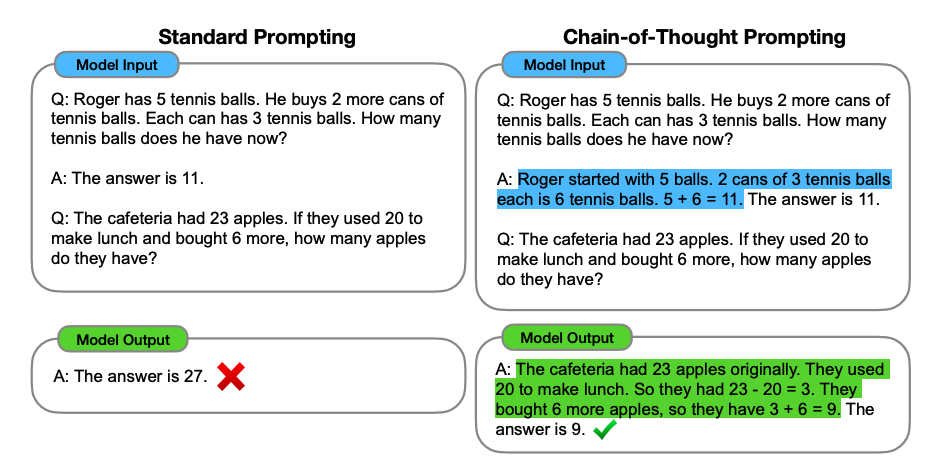 Standard Prompting
Model Input
Q: Roger has 5 tennis balls. He buys 2 more cans of
tennis balls. Each can has 3 tennis balls. How many
tennis balls does he have now?
A: The answer is 11.
Q: The cafeteria had 23 apples. If they used 20 to
make lunch and bought 6 more, how many apples
do they have?
Model Output
A: The answer is 27.
Chain-of-Thought Prompting
Model Input
Q: Roger has 5 tennis balls. He buys 2 more cans of
tennis balls. Each can has 3 tennis balls. How many
tennis balls does he have now?
A: Roger started with 5 balls. 2 cans of 3 tennis balls
each is 6 tennis balls. 5 + 6 = 11. The answer is 11.
Q: The cafeteria had 23 apples. If they used 20 to
make lunch and bought 6 more, how many apples
do they have?
Model Output
A: The cafeteria had 23 apples originally. They used
20 to make lunch. So they had 23 - 20 = 3. They
bought 6 more apples, so they have 3 + 6 = 9. The
answer is 9.